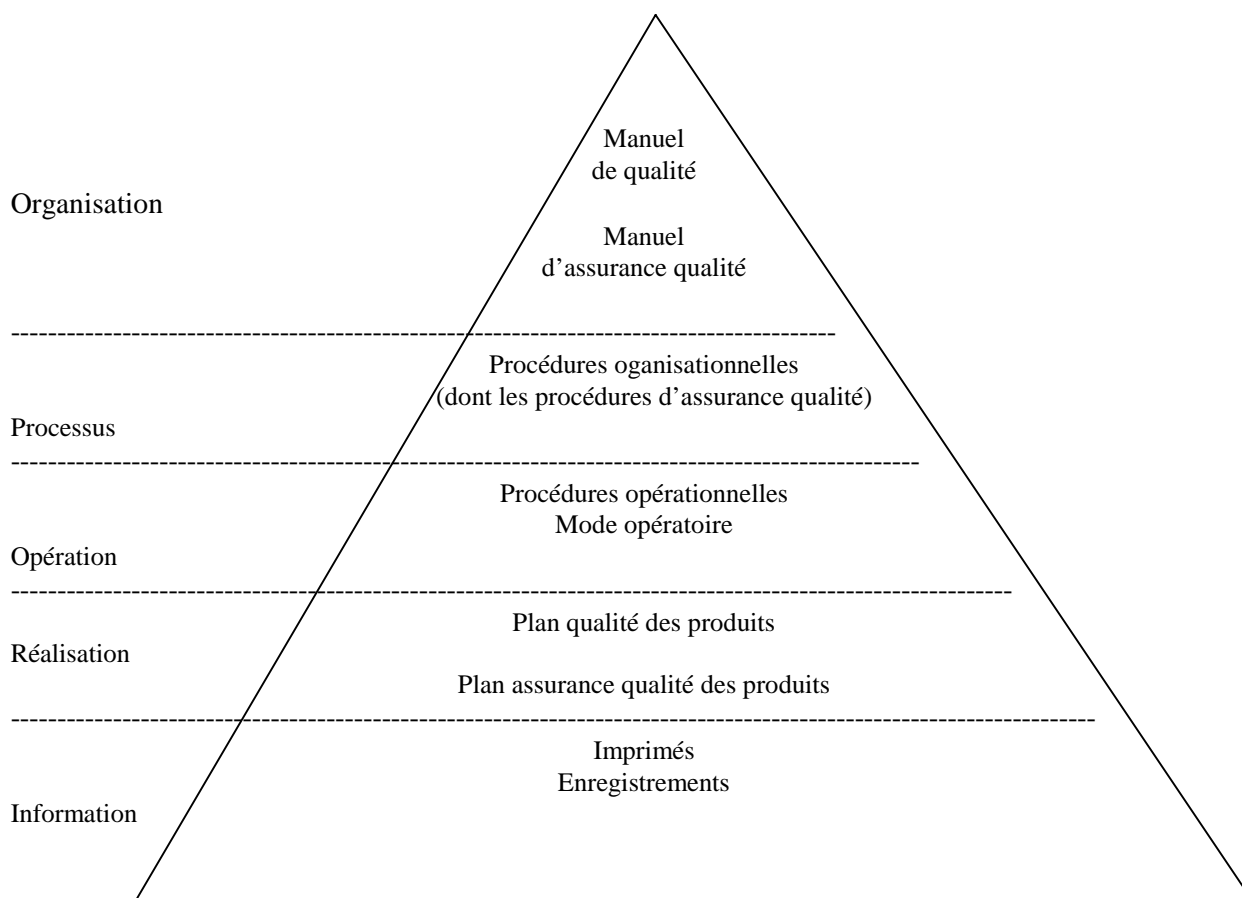 Manuel
de qualité
Organisation
Manuel
d’assurance qualité
Procédures oganisationnelles
(dont les procédures d’assurance qualité)
Processus
Procédures opérationnelles
Mode opératoire
Opération
Plan qualité des produits
Réalisation
Plan assurance qualité des produits
Imprimés
Enregistrements
Information